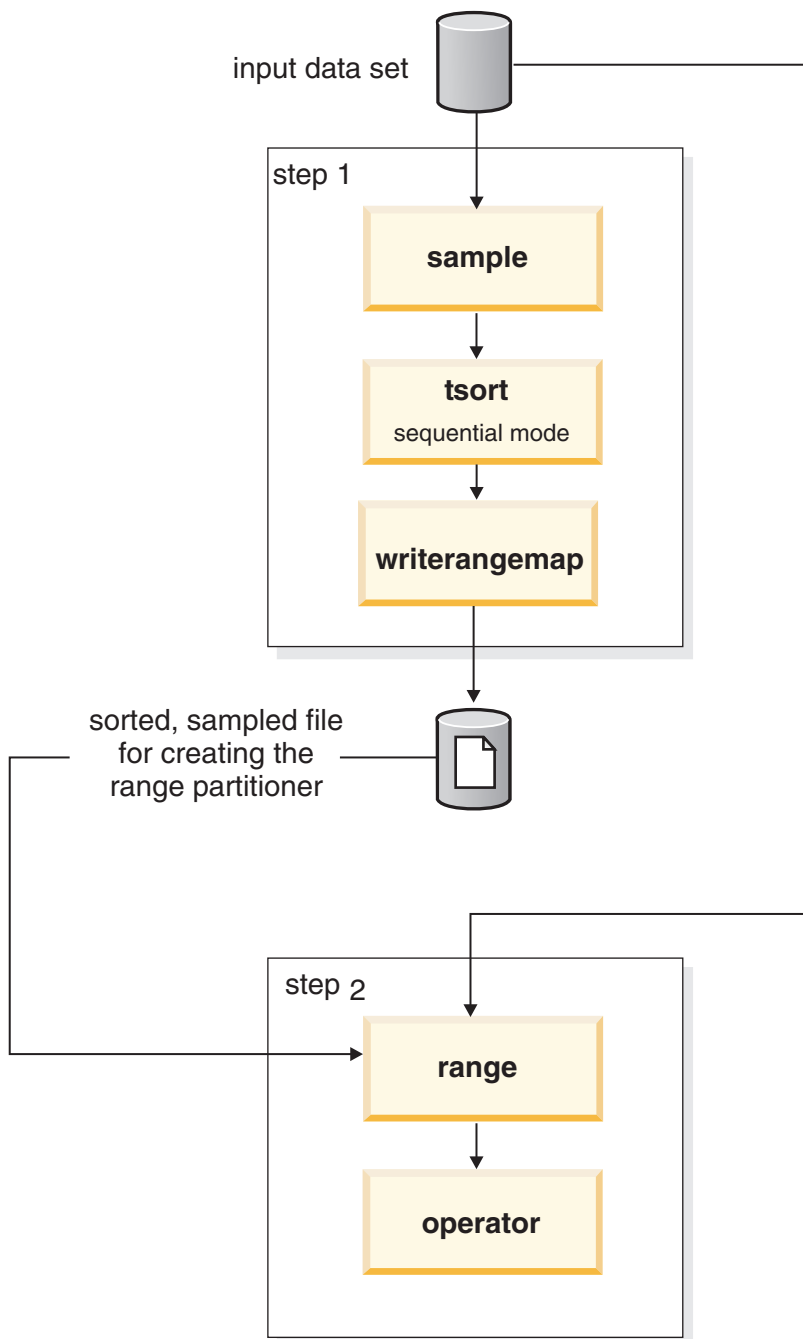 input data set
step 1
sample
tsort
sequential mode
writerangemap
sorted, sampled file
for creating the
range partitioner
step 2
range
operator